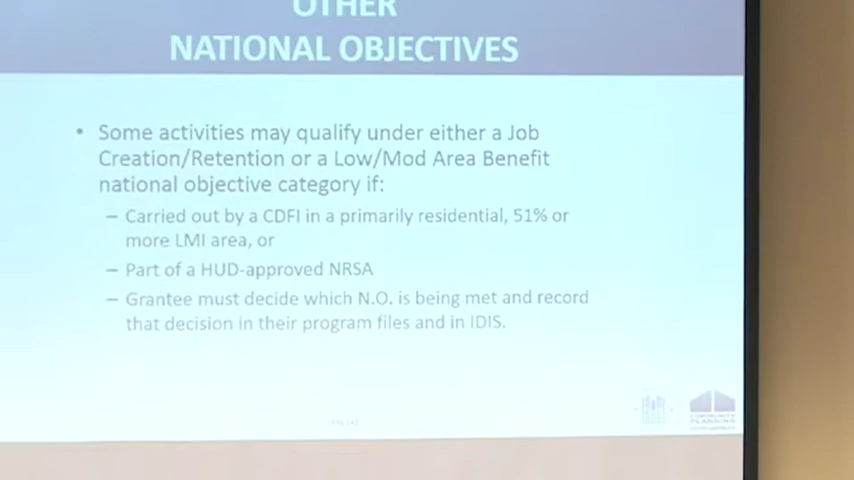 OTHER
NATIONAL OBJECTIVES
• Some activities may qualify under either a Job
Creation/Retention or a Low/Mod Area Benefit
national objective category if:
– Carried out by a CDFI in a primarily residential, 51% or
more LMI area, or
– Part of a HUD-approved NRSA
– Grantee must decide which N.O. is being met and record
that decision in their program files and in IDIS.
COMMUNITY
PLANNING